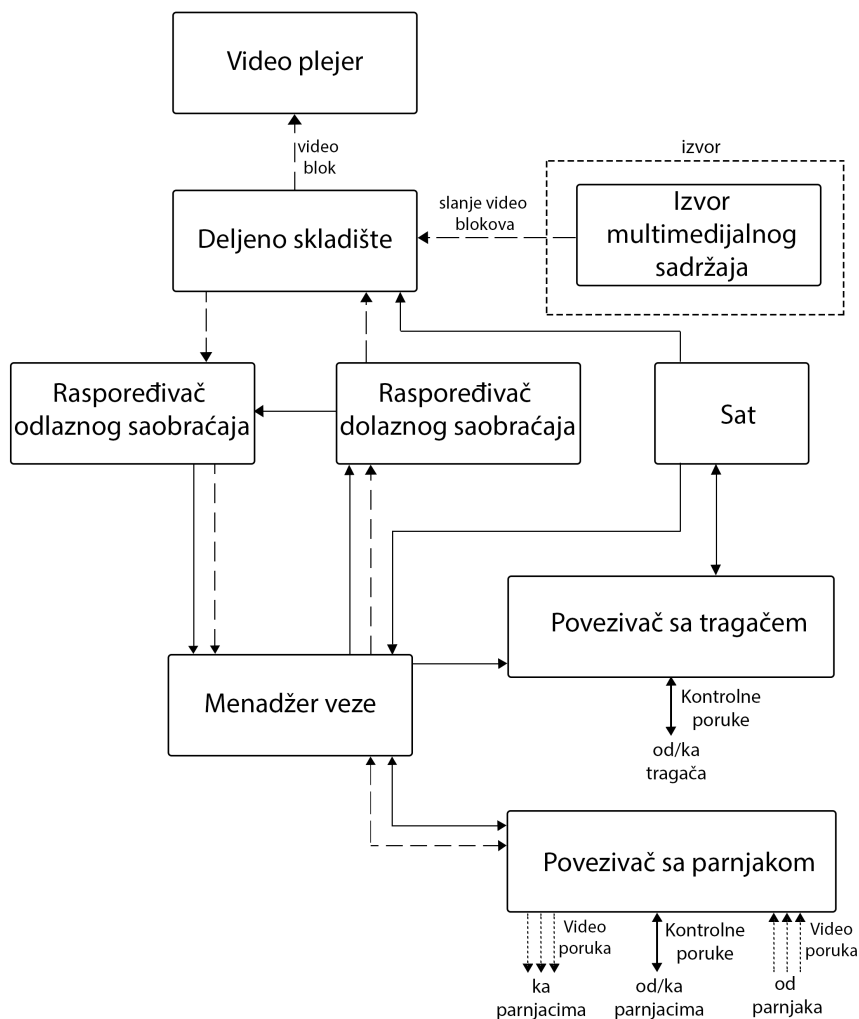 Video plejer
video
blok
izvor
slanje video
blokova
Izvor
multimedijalnog
sadržaja
Deljeno skladište
Raspoređivač
odlaznog saobraćaja
Raspoređivač
dolaznog saobraćaja
Sat
Povezivač sa tragačem
Menadžer veze
Kontrolne
poruke
od/ka
tragača
Povezivač sa parnjakom
Video
poruka
Kontrolne
poruke
Video
poruka
ka
parnjacima
od/ka
parnjacima
od
parnjaka